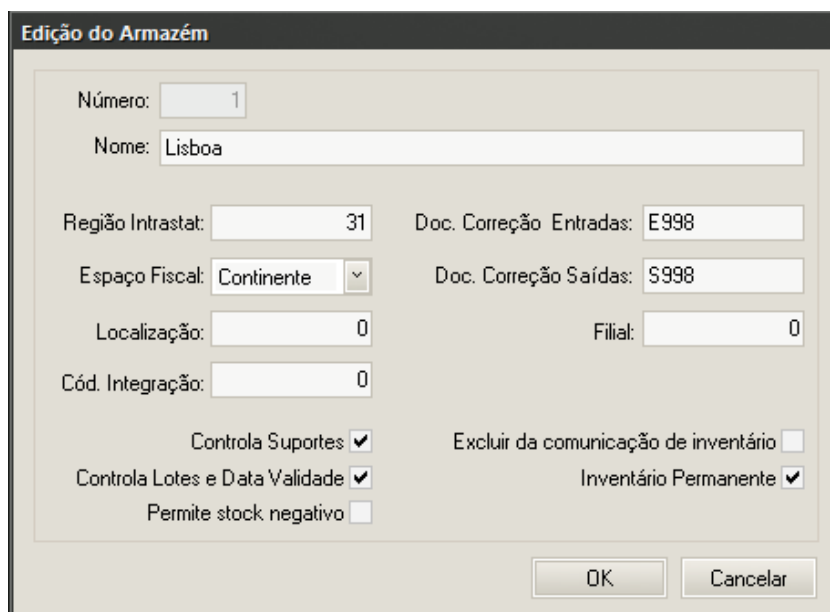 Edição do Armazém
Número: 1
Nome: Lisboa
Região Intrastat: 31 Doc. Correção Entradas: E998
Espaço Fiscal: Continente Doc. Correção Saídas: S998
Localização: 0 Filial: 0
Cód. Integração: 0
Controla Suportes Excluir da comunicação de inventário
Controla Lotes e Data Validade Inventário Permanente
Permite stock negativo
OK Cancelar